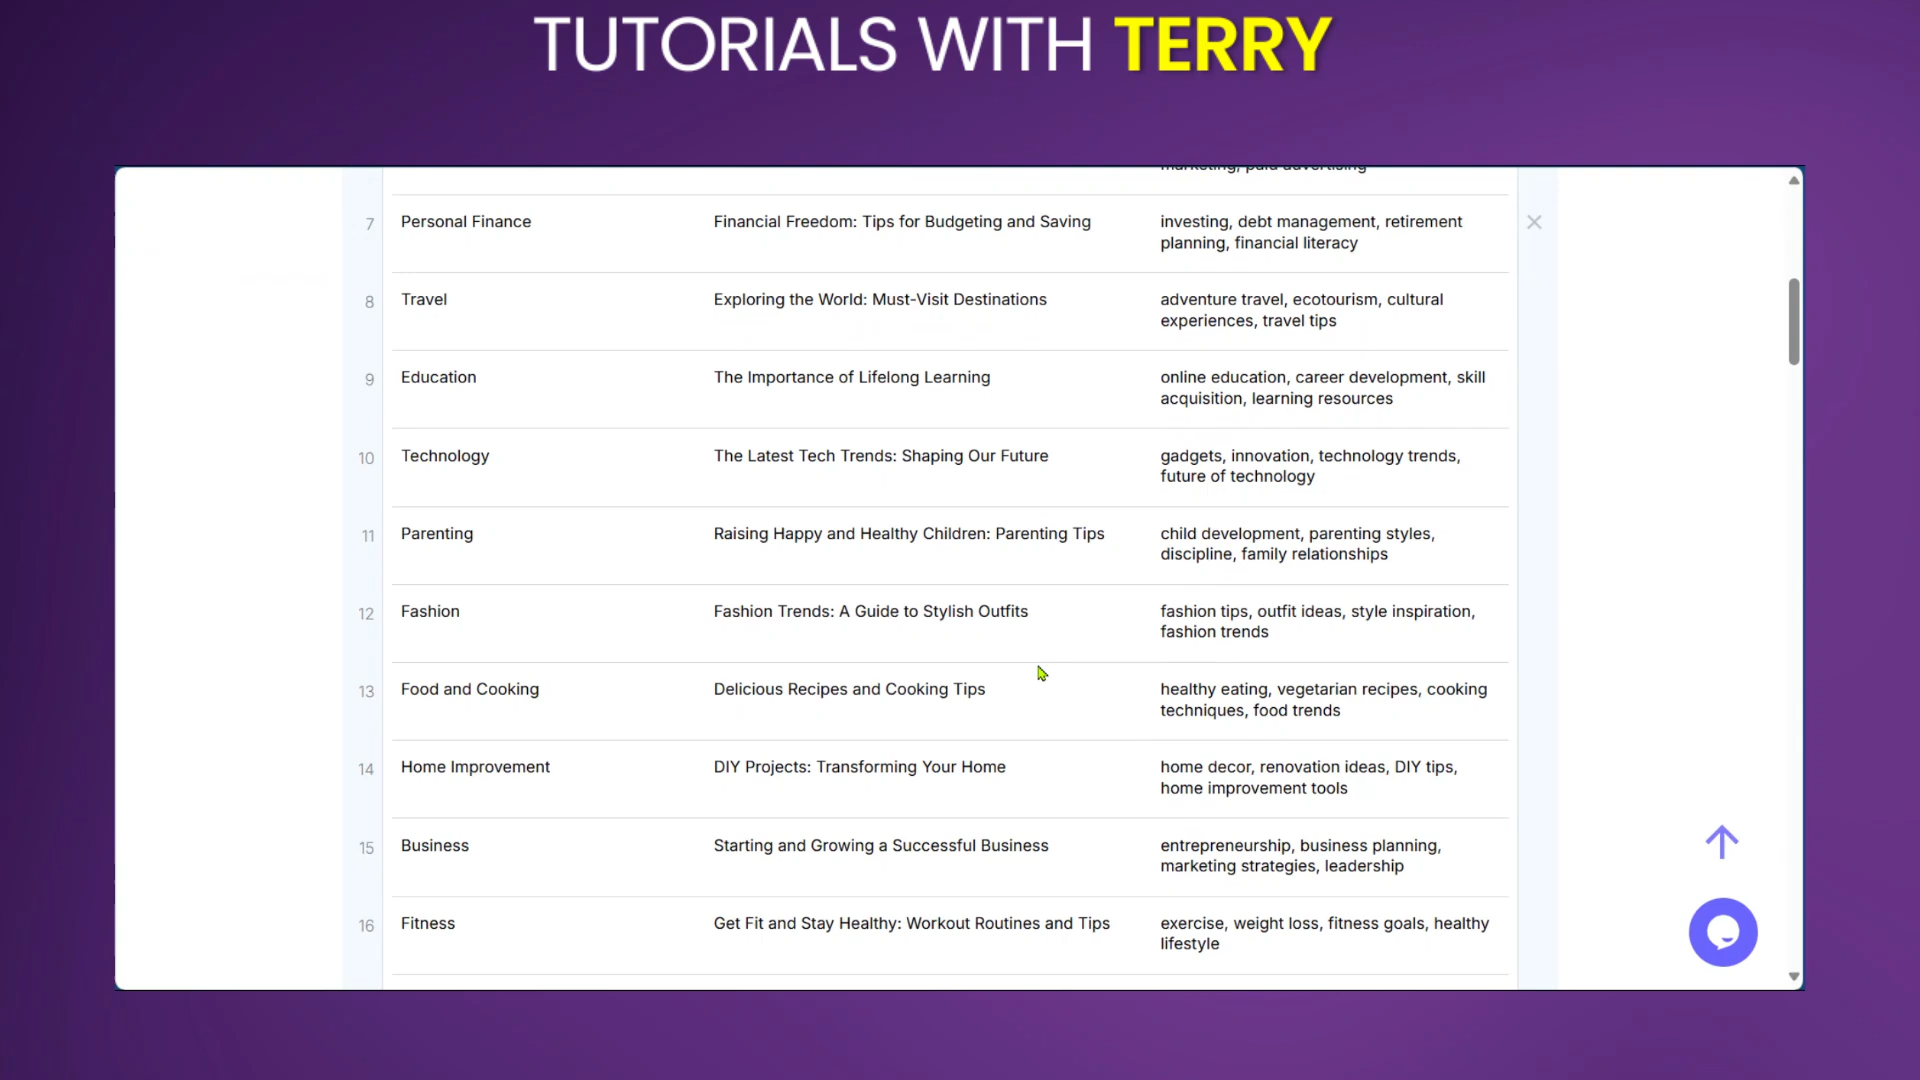 TUTORIALS WITH TERRY
marketing, paid advertising
7 Personal Finance Financial Freedom: Tips for Budgeting and Saving investing, debt management, retirement
planning, financial literacy
8 Travel Exploring the World: Must-Visit Destinations adventure travel, ecotourism, cultural
experiences, travel tips
9 Education The Importance of Lifelong Learning online education, career development, skill
acquisition, learning resources
10 Technology The Latest Tech Trends: Shaping Our Future gadgets, innovation, technology trends,
future of technology
11 Parenting Raising Happy and Healthy Children: Parenting Tips child development, parenting styles,
discipline, family relationships
12 Fashion Fashion Trends: A Guide to Stylish Outfits fashion tips, outfit ideas, style inspiration,
fashion trends
13 Food and Cooking Delicious Recipes and Cooking Tips healthy eating, vegetarian recipes, cooking
techniques, food trends
14 Home Improvement DIY Projects: Transforming Your Home home decor, renovation ideas, DIY tips,
home improvement tools
15 Business Starting and Growing a Successful Business entrepreneurship, business planning,
marketing strategies, leadership
16 Fitness Get Fit and Stay Healthy: Workout Routines and Tips exercise, weight loss, fitness goals, healthy
lifestyle